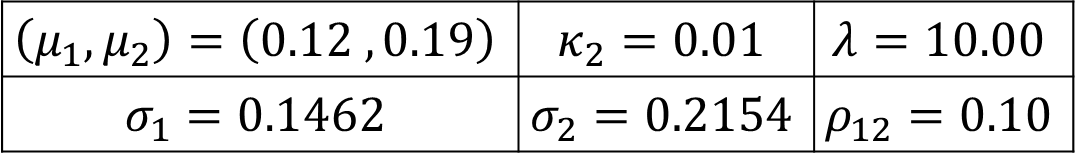 (μ₁, μ₂) = (0.12 , 0.19) κ₂ = 0.01 λ = 10.00
σ₁ = 0.1462 σ₂ = 0.2154 ρ₁₂ = 0.10